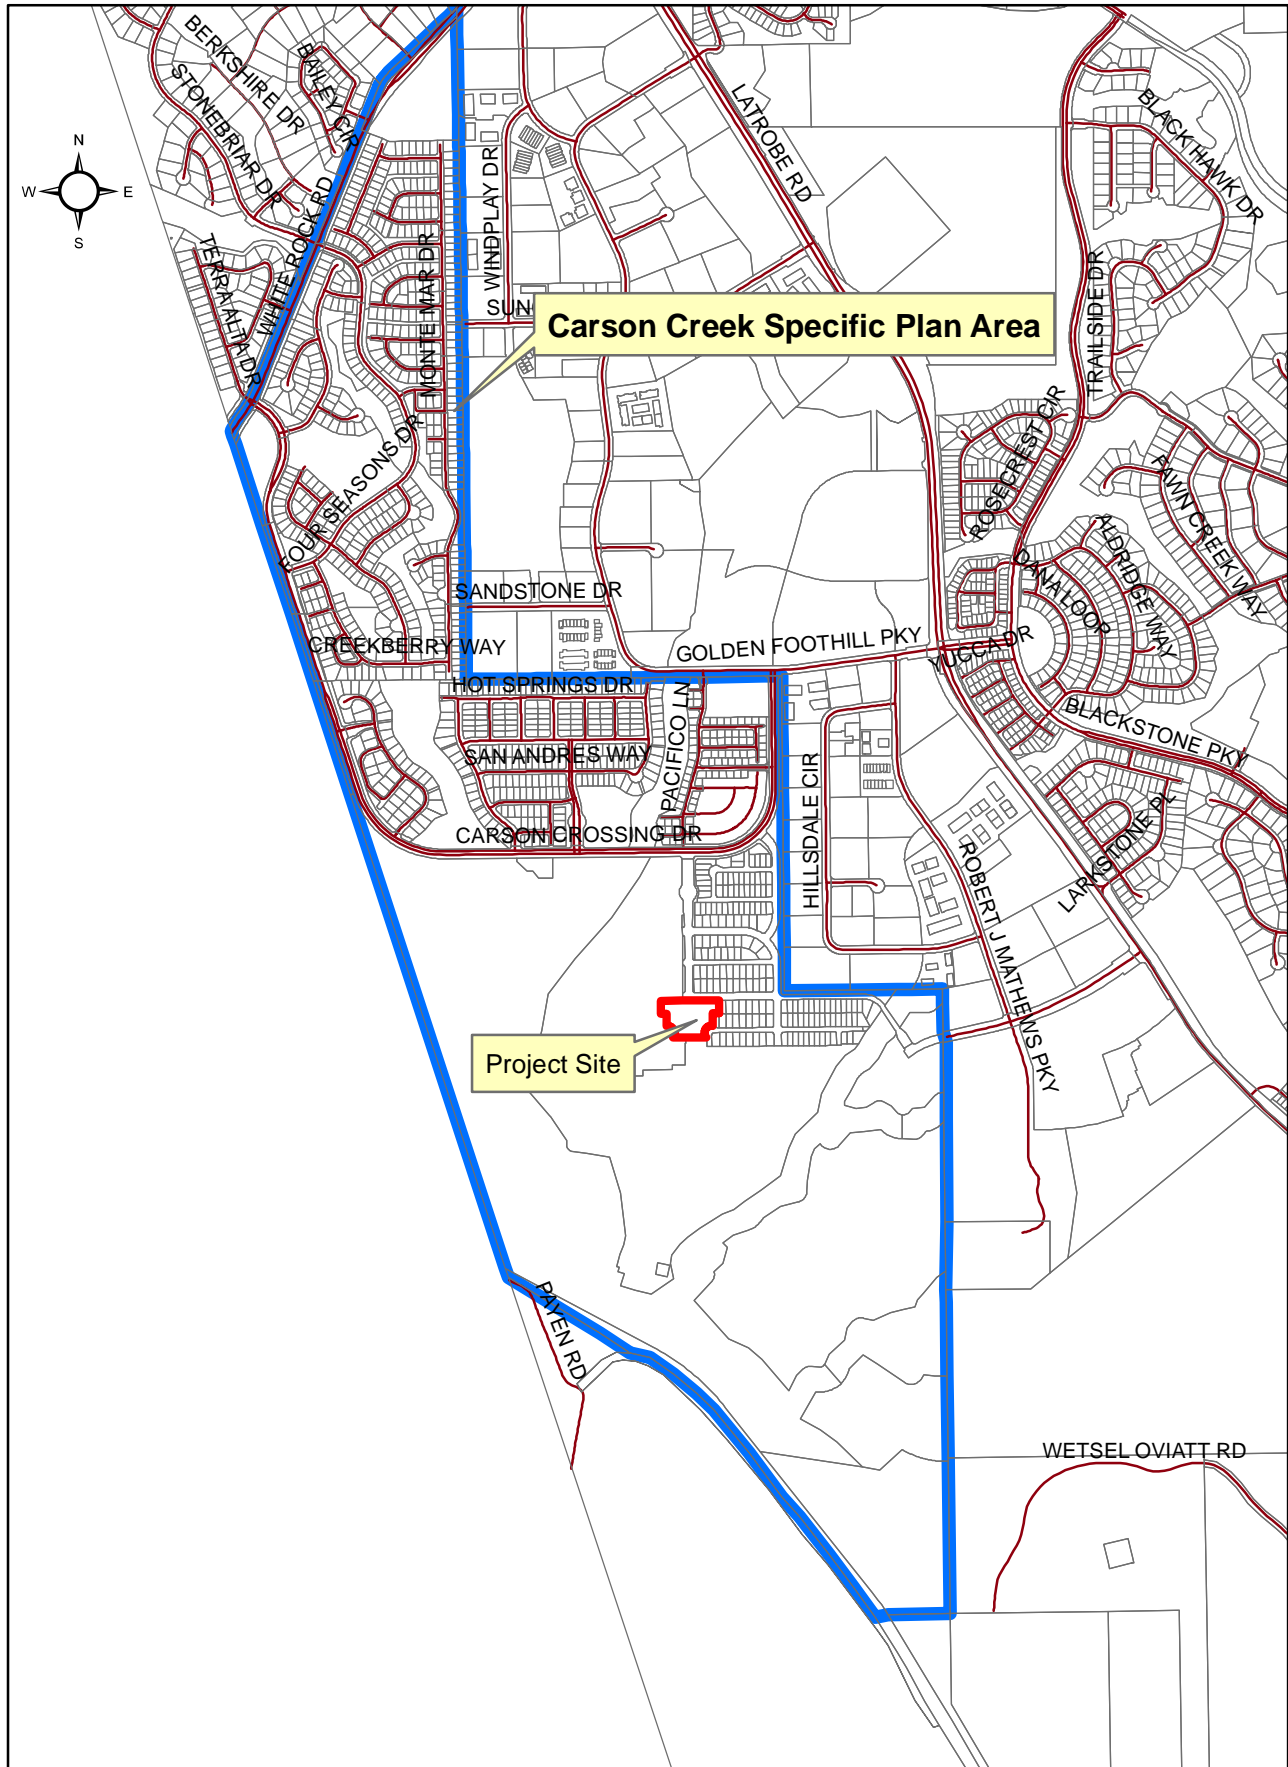 BERKSHIRE DR
BAILEY CIR
STONEBRIAR DR
LATROBE RD
BLACK HAWK DR
N
W
E
S
WINDPLAY DR
WHITE ROCK RD
TERRA ALTA DR
MONTE MAR DR
TRAILSIDE DR
SUN
Carson Creek Specific Plan Area
ROSECREST CIR
FOUR SEASONS DR
FAWN CREEK WAY
ALDRIDGE WAY
DANA LOOP
SANDSTONE DR
CREEKBERRY WAY
GOLDEN FOOTHILL PKY
YUCCA DR
HOT SPRINGS DR
PACIFICO LN
BLACKSTONE PKY
SAN ANDRES WAY
HILLSDALE CIR
CARSON CROSSING DR
LARKSTONE PL
ROBERT J MATHEWS PKY
Project Site
PAYEN RD
WETSEL OVIATT RD